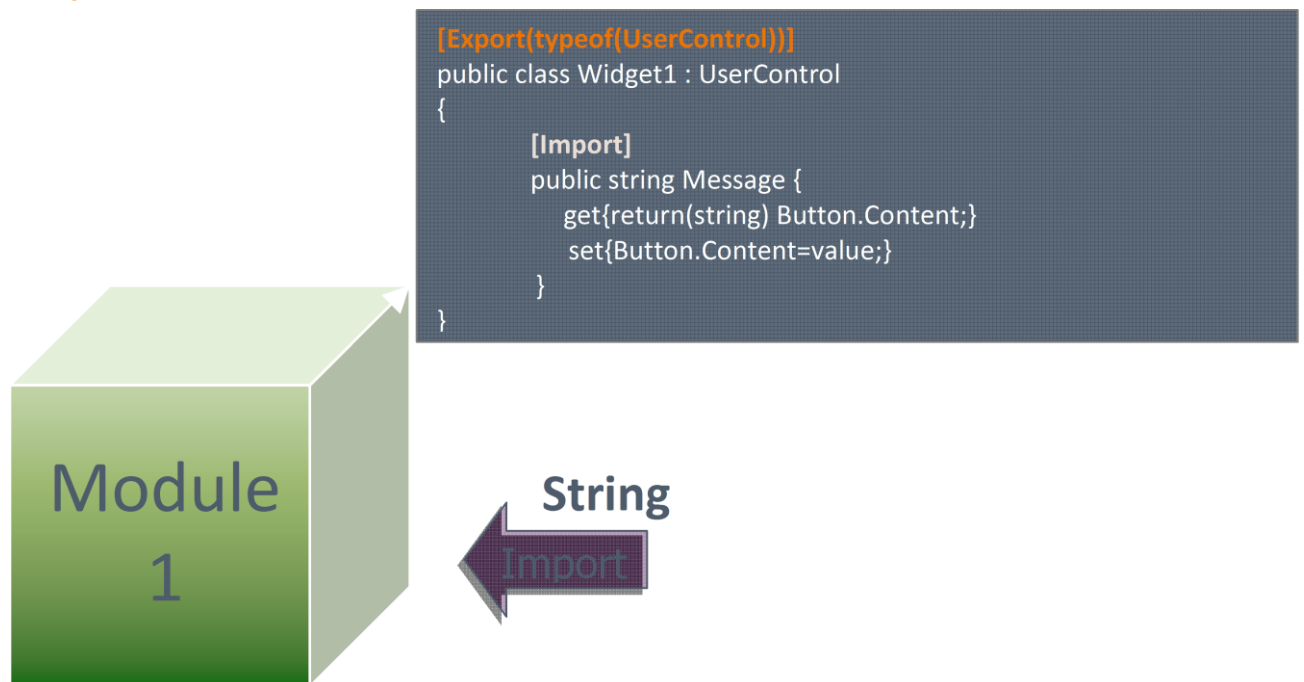 [Export(typeof(UserControl))]
public class Widget1 : UserControl
{
[Import]
public string Message {
get{return(string) Button.Content;}
set{Button.Content=value;}
}
}
Module
1
String
Import